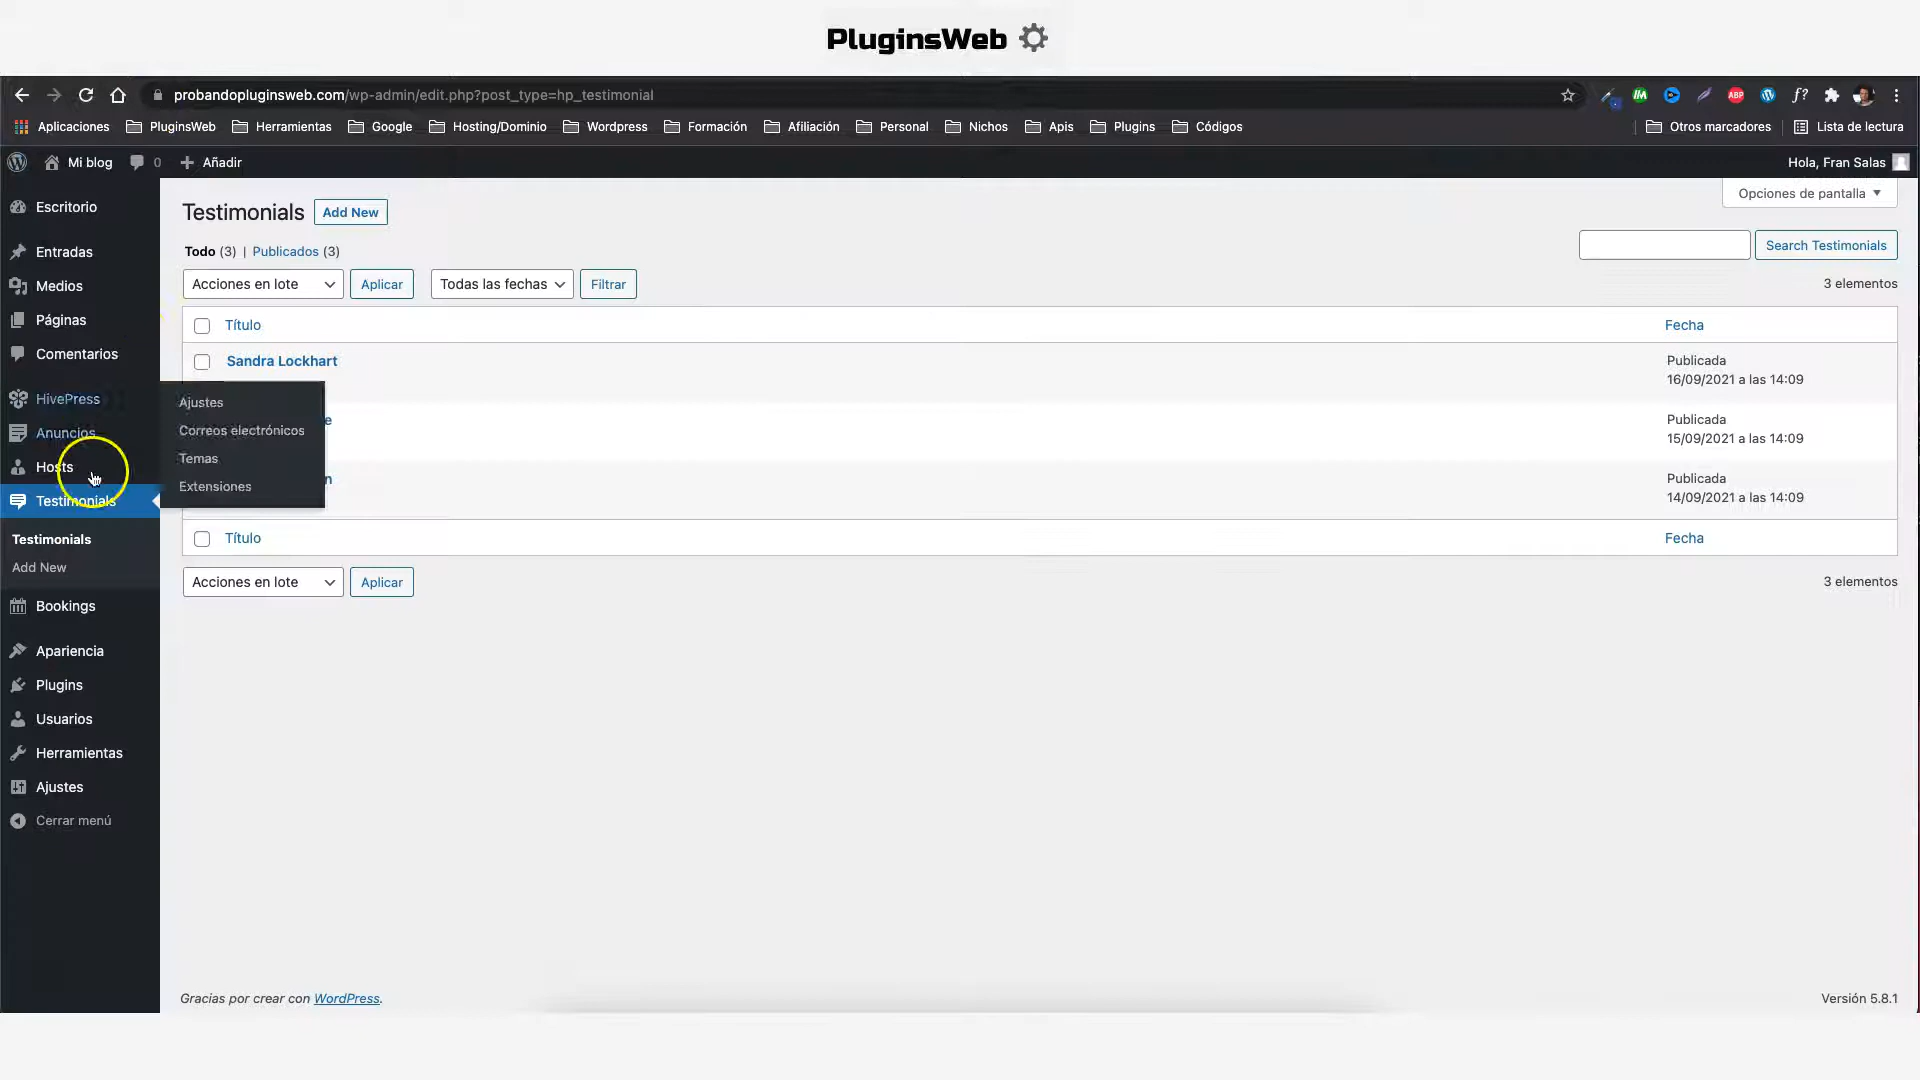 PluginsWeb
probandopluginsweb.com/wp-admin/edit.php?post_type=hp_testimonial
Aplicaciones PluginsWeb Herramientas Google Hosting/Dominio Wordpress Formación Afiliación Personal Nichos Apis Plugins Códigos Otros marcadores Lista de lectura
Mi blog 0 + Añadir Hola, Fran Salas
Opciones de pantalla
Escritorio
Entradas
Medios
Páginas
Comentarios
HivePress
Anuncios
Hosts
Testimonials
Testimonials
Add New
Bookings
Apariencia
Plugins
Usuarios
Herramientas
Ajustes
Cerrar menú
Ajustes
Correos electrónicos
Temas
Extensiones
Testimonials Add New
Todo (3) | Publicados (3)
Search Testimonials
Acciones en lote Aplicar Todas las fechas Filtrar 3 elementos
Título Fecha
Sandra Lockhart Publicada
16/09/2021 a las 14:09
e Publicada
15/09/2021 a las 14:09
n Publicada
14/09/2021 a las 14:09
Título Fecha
Acciones en lote Aplicar 3 elementos
Gracias por crear con WordPress. Versión 5.8.1